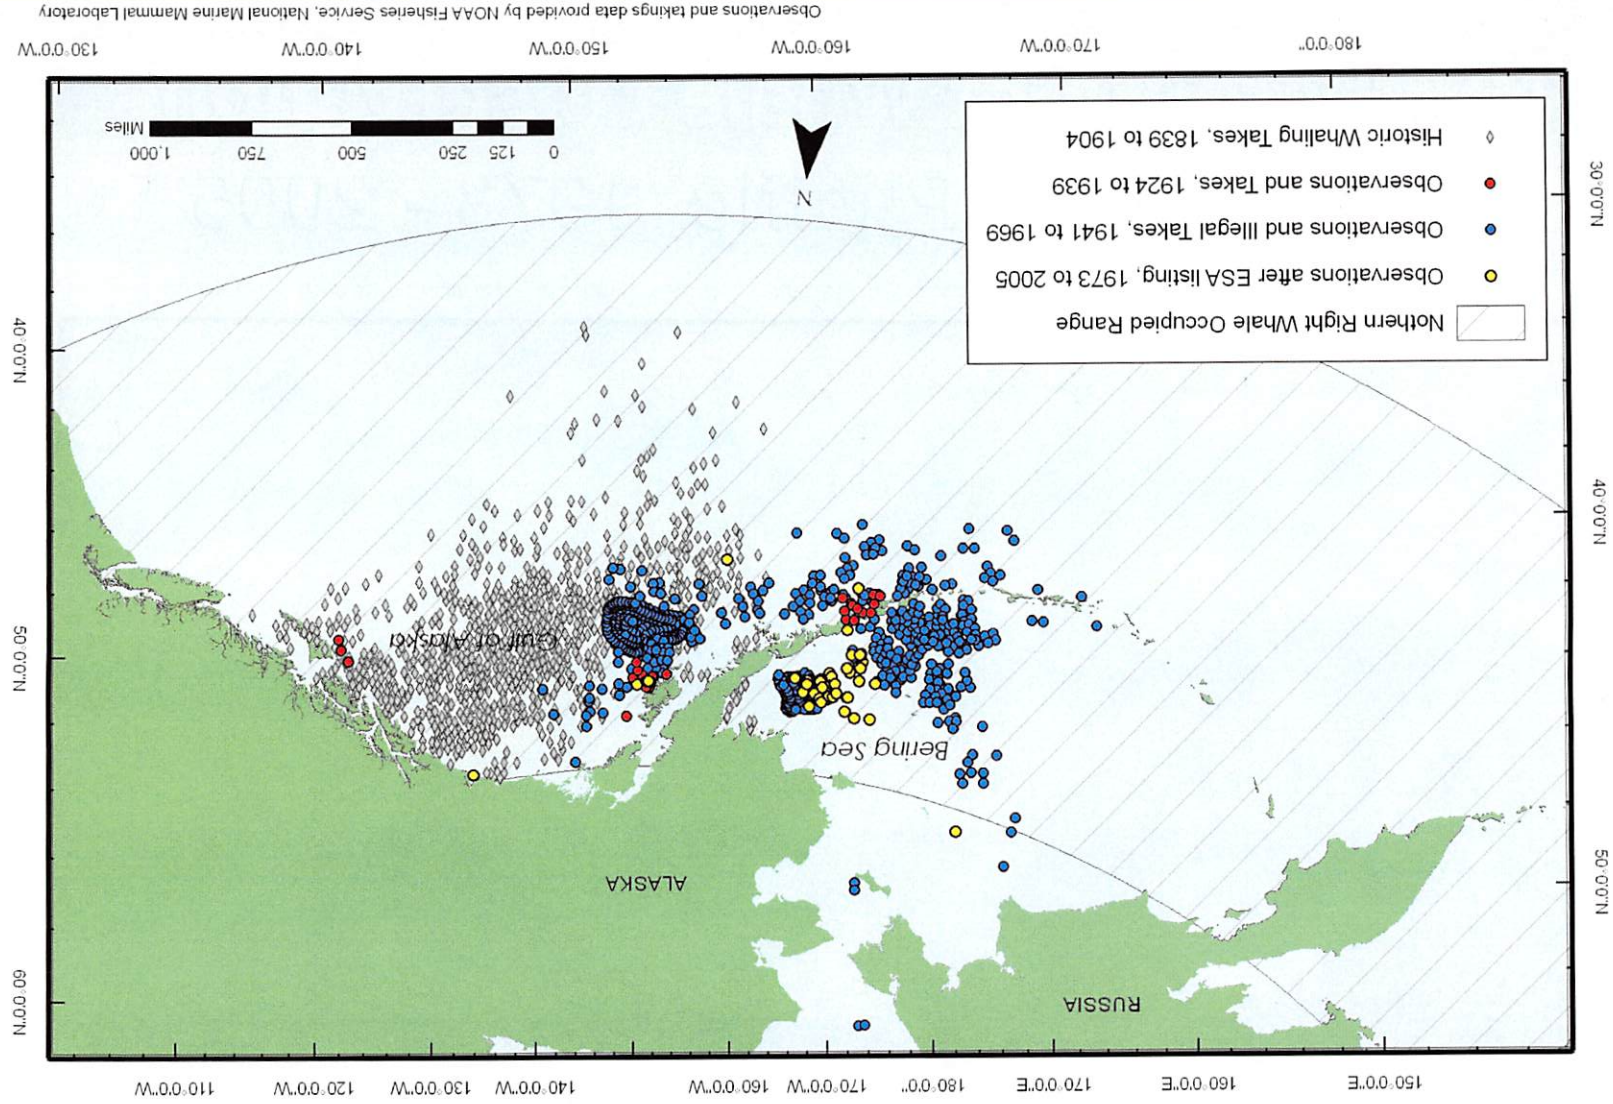 150°0'0"E 160°0'0"E 170°0'0"E 180°0'0" 170°0'0"W 160°0'0"W 140°0'0"W 130°0'0"W 120°0'0"W 110°0'0"W
60°0'0"N
RUSSIA
ALASKA
50°0'0"N
Bering Sea
50°0'0"N
Gulf of Alaska
40°0'0"N
40°0'0"N
Nothern Right Whale Occupied Range
Observations after ESA listing, 1973 to 2005
Observations and Illegal Takes, 1941 to 1969
Observations and Takes, 1924 to 1939
Historic Whaling Takes, 1839 to 1904
30°0'0"N
N
0 125 250 500 750 1,000
Miles
180°0'0" 170°0'0"W 160°0'0"W 150°0'0"W 140°0'0"W 130°0'0"W
Observations and takings data provided by NOAA Fisheries Service, National Marine Mammal Laboratory